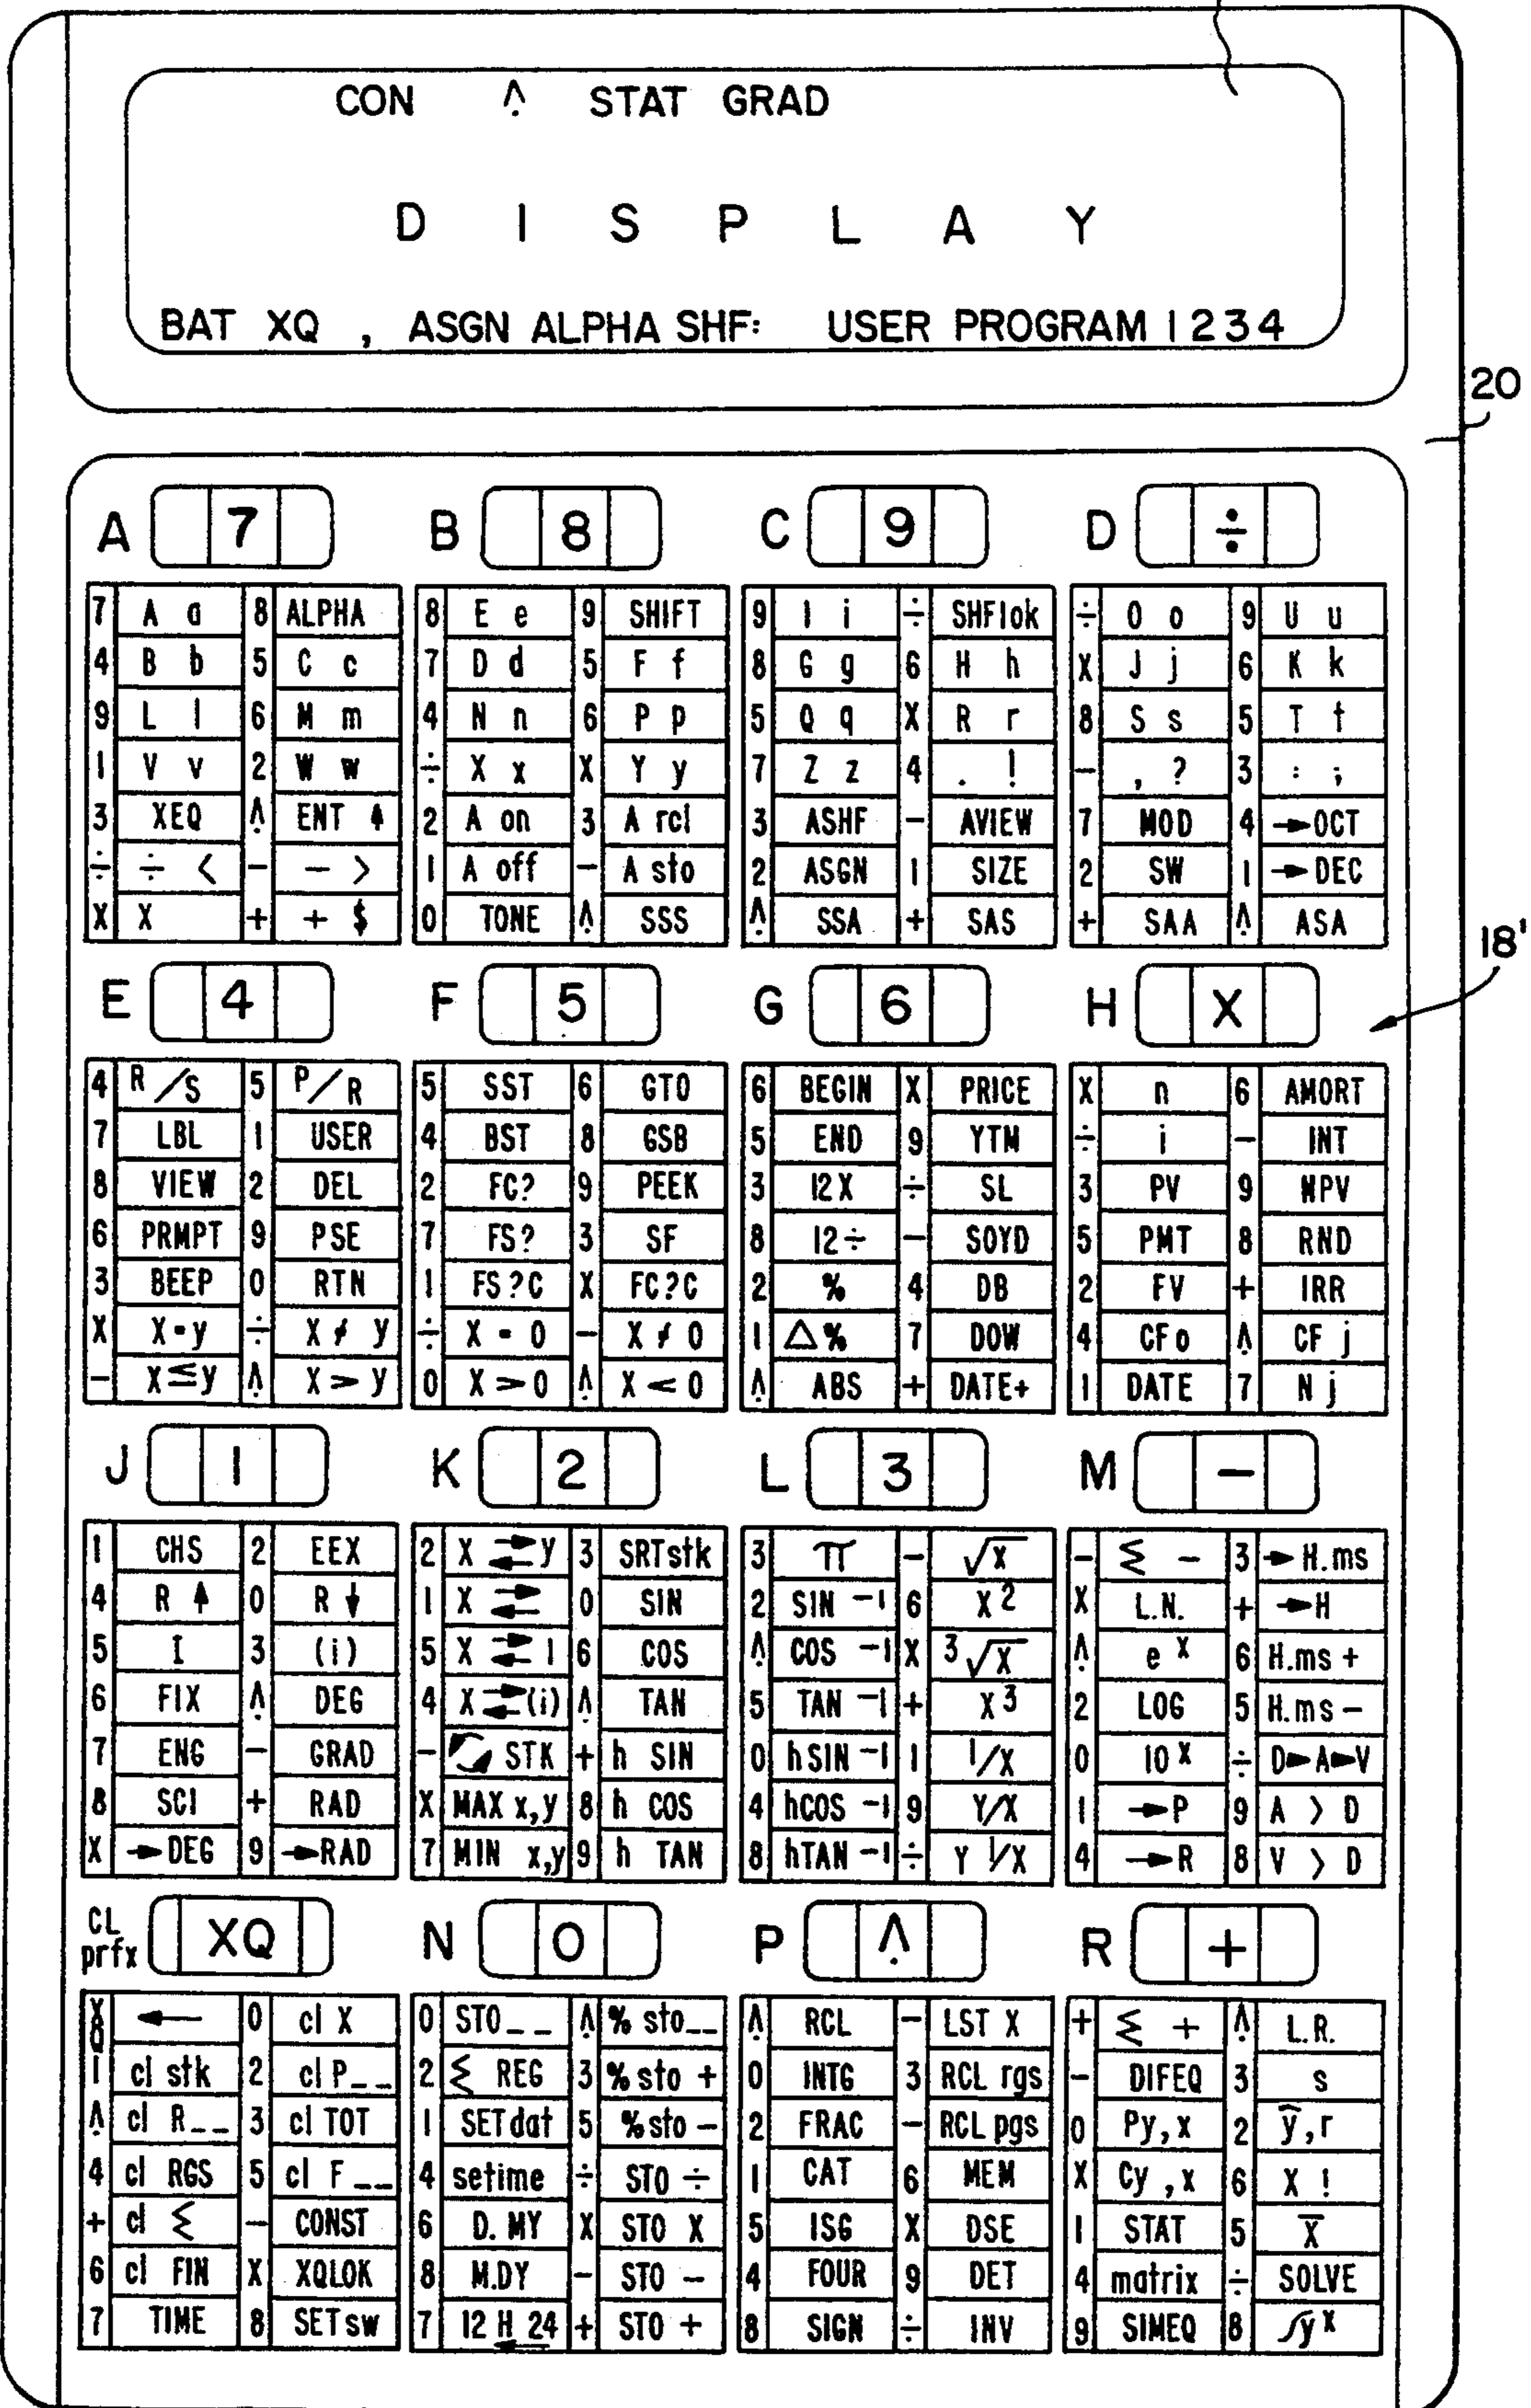 CON ^. STAT GRAD
D I S P L A Y
BAT XQ , ASGN ALPHA SHF: USER PROGRAM 1 2 3 4
20
A 7 B 8 C 9 D ÷
7 A a 8 ALPHA 8 E e 9 SHIFT 9 I i ÷ SHFlok ÷ O o 9 U u
4 B b 5 C c 7 D d 5 F f 8 G g 6 H h X J j 6 K k
9 L l 6 M m 4 N n 6 P p 5 Q q X R r 8 S s 5 T t
1 V v 2 W w ÷ X x X Y y 7 Z z 4 . ! − , ? 3 : ;
3 XEQ ^. ENT ↑ 2 A on 3 A rcl 3 ASHF − AVIEW 7 MOD 4 →OCT
÷ ÷ < − − > 1 A off − A sto 2 ASGN 1 SIZE 2 SW 1 →DEC
X X + + $ 0 TONE ^. SSS ^. SSA + SAS + SAA ^. ASA
18'
E 4 F 5 G 6 H X
4 R/S 5 P/R 5 SST 6 GTO 6 BEGIN X PRICE X n 6 AMORT
7 LBL 1 USER 4 BST 8 GSB 5 END 9 YTM ÷ i − INT
8 VIEW 2 DEL 2 FC? 9 PEEK 3 12X ÷ SL 3 PV 9 NPV
6 PRMPT 9 PSE 7 FS? 3 SF 8 12÷ − SOYD 5 PMT 8 RND
3 BEEP 0 RTN 1 FS?C X FC?C 2 % 4 DB 2 FV + IRR
X X=y ÷ X≠y ÷ X=0 − X≠0 1 △% 7 DOW 4 CFo ^. CF j
− X≤y ^. X>y 0 X>0 ^. X<0 ^. ABS + DATE+ 1 DATE 7 N j
J 1 K 2 L 3 M −
1 CHS 2 EEX 2 X⇄y 3 SRTstk 3 π − √x − Σ − 3 →H.ms
4 R ↑ 0 R ↓ 1 X⇄ 0 SIN 2 SIN −1 6 X2 X L.N. + →H
5 I 3 (i) 5 X⇄I 6 COS ^. COS −1 X 3√x ^. e x 6 H.ms +
6 FIX ^. DEG 4 X⇄(i) ^. TAN 5 TAN −1 + X3 2 LOG 5 H.ms −
7 ENG − GRAD − STK + h SIN 0 hSIN −1 1 1/X 0 10 x ÷ D►A►V
8 SCI + RAD X MAX x,y 8 h COS 4 hCOS −1 9 Y/X 1 →P 9 A > D
X →DEG 9 →RAD 7 MIN x,y 9 h TAN 8 hTAN −1 ÷ Y 1/X 4 →R 8 V > D
CL prfx XQ N 0 P ^. R +
XQ ← 0 cl X 0 STO_ _ ^. % sto_ _ ^. RCL − LST X + Σ + ^. L.R.
1 cl stk 2 cl P_ _ 2 Σ REG 3 % sto + 0 INTG 3 RCL rgs − DIFEQ 3 s
^. cl R_ _ 3 cl TOT 1 SETdat 5 % sto − 2 FRAC − RCL pgs 0 Py,x 2 ŷ,r
4 cl RGS 5 cl F_ _ 4 setime ÷ STO ÷ 1 CAT 6 MEM X Cy,x 6 X !
+ cl Σ − CONST 6 D.MY X STO X 5 ISG X DSE 1 STAT 5 X̄
6 cl FIN X XQLOK 8 M.DY − STO − 4 FOUR 9 DET 4 matrix ÷ SOLVE
7 TIME 8 SETsw 7 12 H 24 + STO + 8 SIGN ÷ INV 9 SIMEQ 8 ∫yx